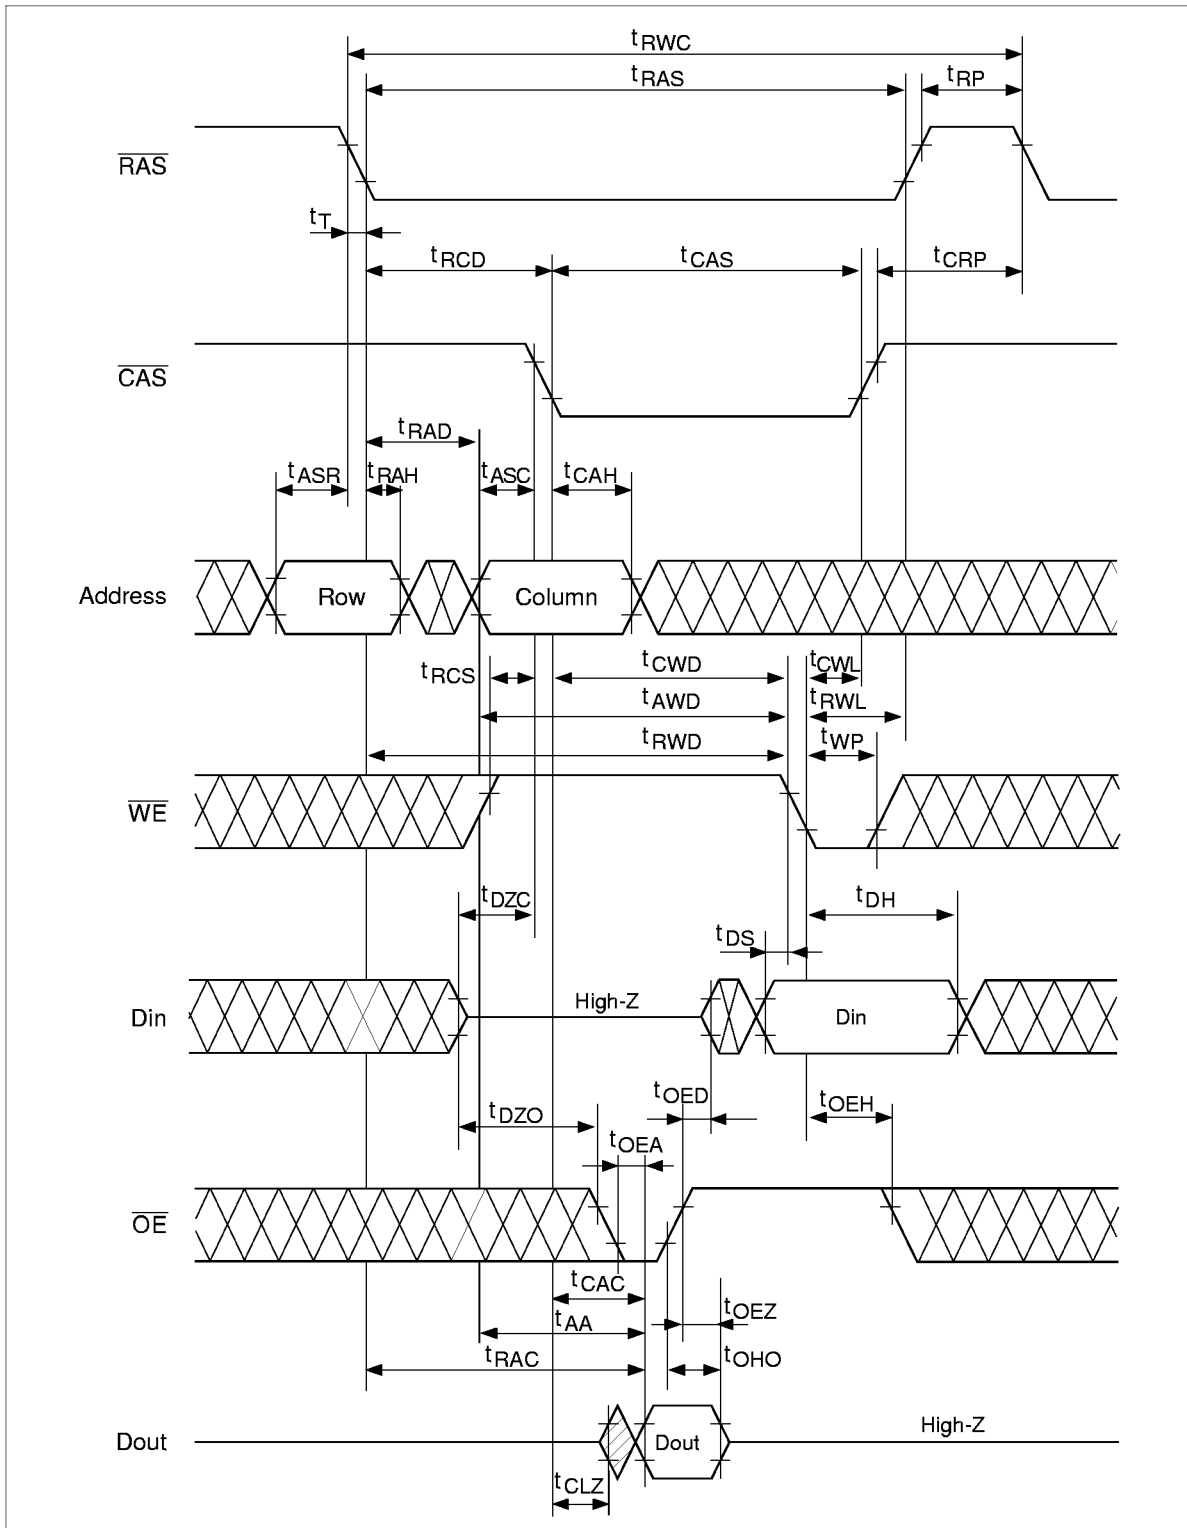 tRWC
tRAS
tRP
RAS
tT
tRCD
tCAS
tCRP
CAS
tRAD
tASR
tRAH
tASC
tCAH
Address
Row
Column
tRCS
tCWD
tCWL
tAWD
tRWL
tRWD
tWP
WE
tDZC
tDH
tDS
Din
High-Z
Din
tOED
tDZO
tOEH
tOEA
OE
tCAC
tOEZ
tAA
tRAC
tOHO
Dout
Dout
High-Z
tCLZ